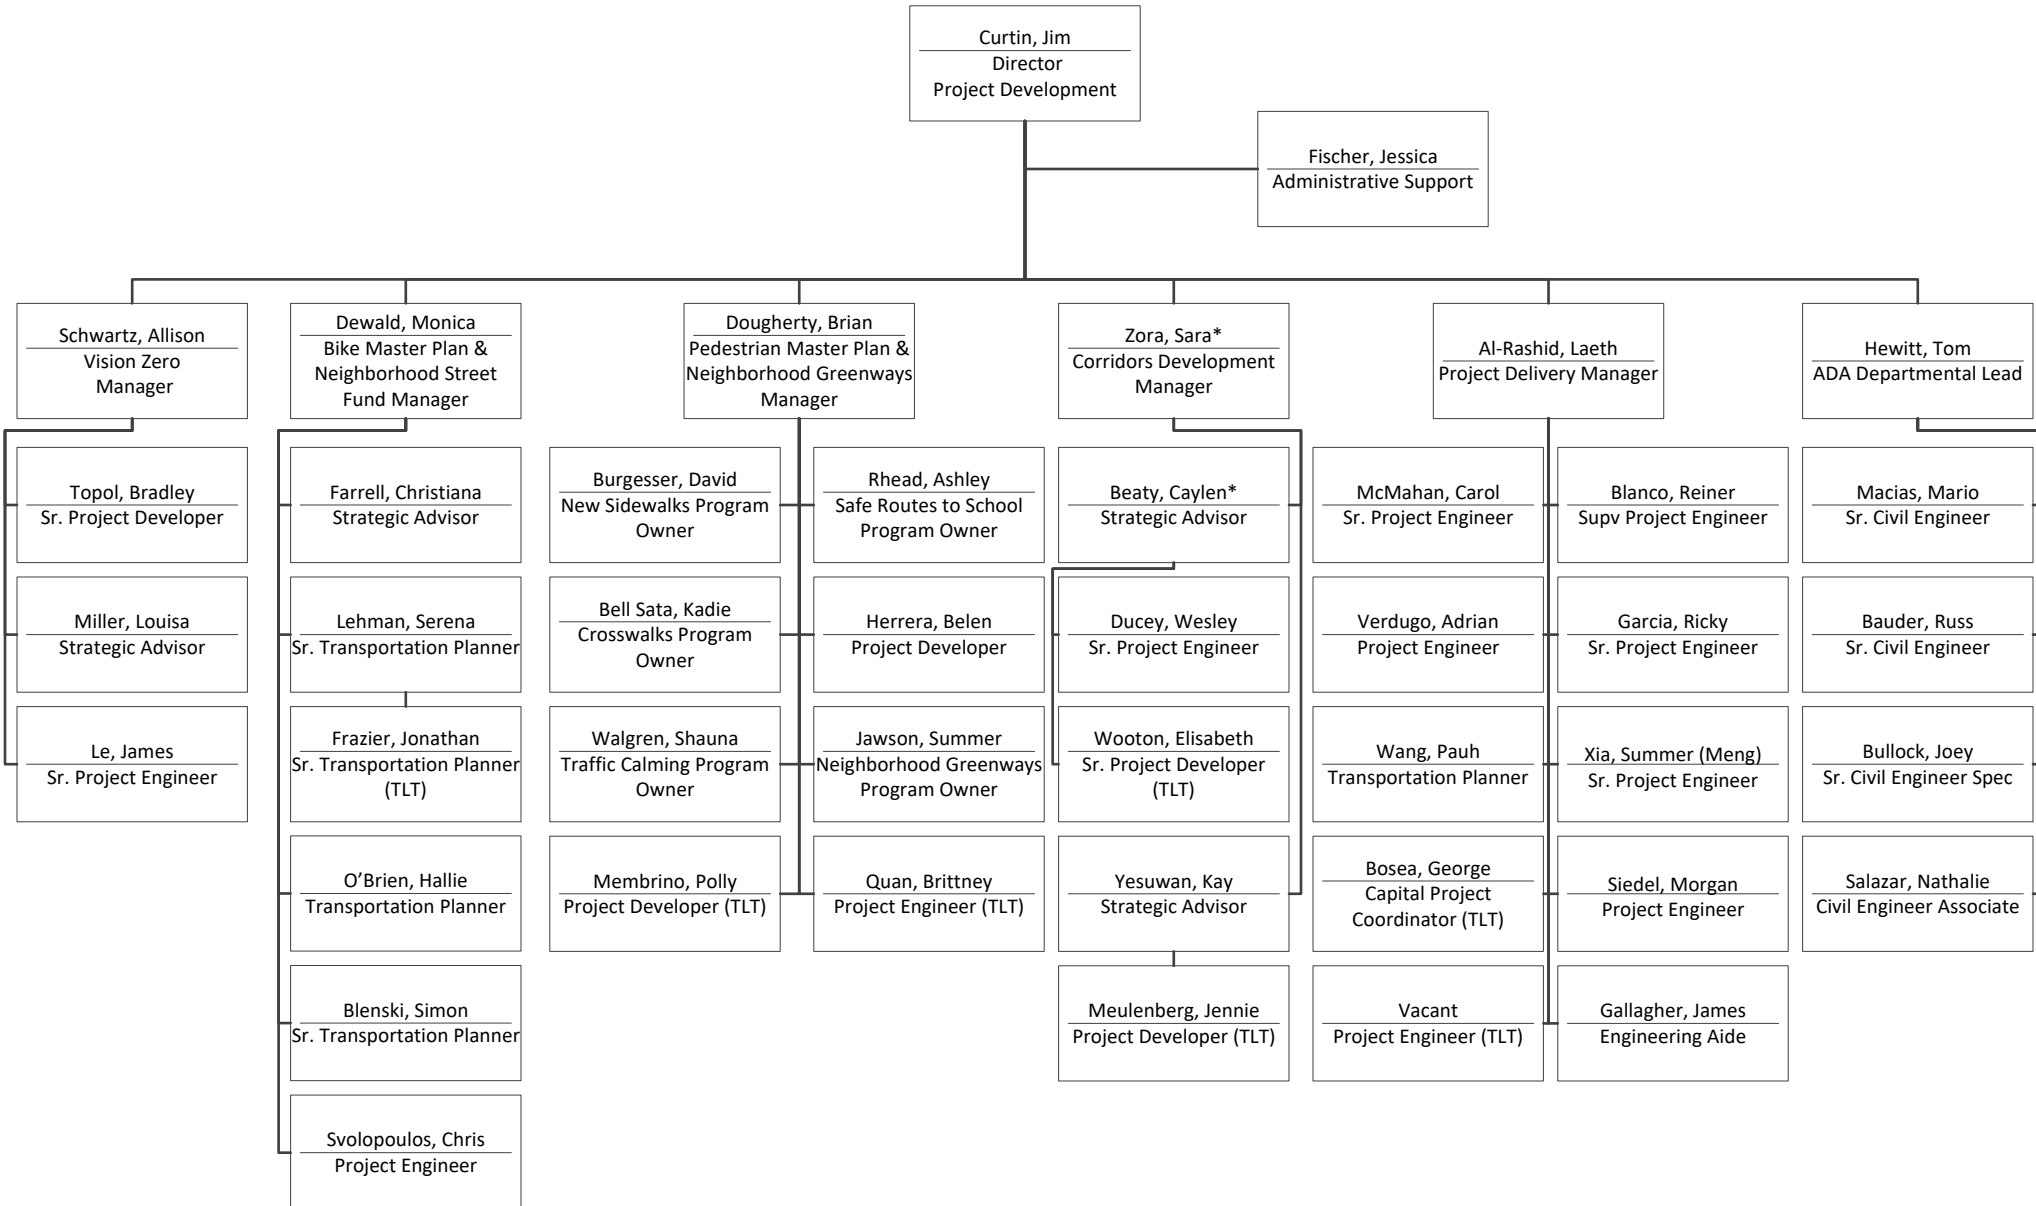 Curtin, Jim
Director
Project Development
Fischer, Jessica
Administrative Support
Schwartz, Allison
Vision Zero
Manager
Dewald, Monica
Bike Master Plan &
Neighborhood Street
Fund Manager
Dougherty, Brian
Pedestrian Master Plan &
Neighborhood Greenways
Manager
Zora, Sara*
Corridors Development
Manager
Al-Rashid, Laeth
Project Delivery Manager
Hewitt, Tom
ADA Departmental Lead
Topol, Bradley
Sr. Project Developer
Miller, Louisa
Strategic Advisor
Le, James
Sr. Project Engineer
Farrell, Christiana
Strategic Advisor
Lehman, Serena
Sr. Transportation Planner
Frazier, Jonathan
Sr. Transportation Planner
(TLT)
O’Brien, Hallie
Transportation Planner
Blenski, Simon
Sr. Transportation Planner
Svolopoulos, Chris
Project Engineer
Burgesser, David
New Sidewalks Program
Owner
Rhead, Ashley
Safe Routes to School
Program Owner
Bell Sata, Kadie
Crosswalks Program
Owner
Herrera, Belen
Project Developer
Walgren, Shauna
Traffic Calming Program
Owner
Jawson, Summer
Neighborhood Greenways
Program Owner
Membrino, Polly
Project Developer (TLT)
Quan, Brittney
Project Engineer (TLT)
Beaty, Caylen*
Strategic Advisor
Ducey, Wesley
Sr. Project Engineer
Wooton, Elisabeth
Sr. Project Developer
(TLT)
Yesuwan, Kay
Strategic Advisor
Meulenberg, Jennie
Project Developer (TLT)
McMahan, Carol
Sr. Project Engineer
Blanco, Reiner
Supv Project Engineer
Verdugo, Adrian
Project Engineer
Garcia, Ricky
Sr. Project Engineer
Wang, Pauh
Transportation Planner
Xia, Summer (Meng)
Sr. Project Engineer
Bosea, George
Capital Project
Coordinator (TLT)
Siedel, Morgan
Project Engineer
Vacant
Project Engineer (TLT)
Gallagher, James
Engineering Aide
Macias, Mario
Sr. Civil Engineer
Bauder, Russ
Sr. Civil Engineer
Bullock, Joey
Sr. Civil Engineer Spec
Salazar, Nathalie
Civil Engineer Associate